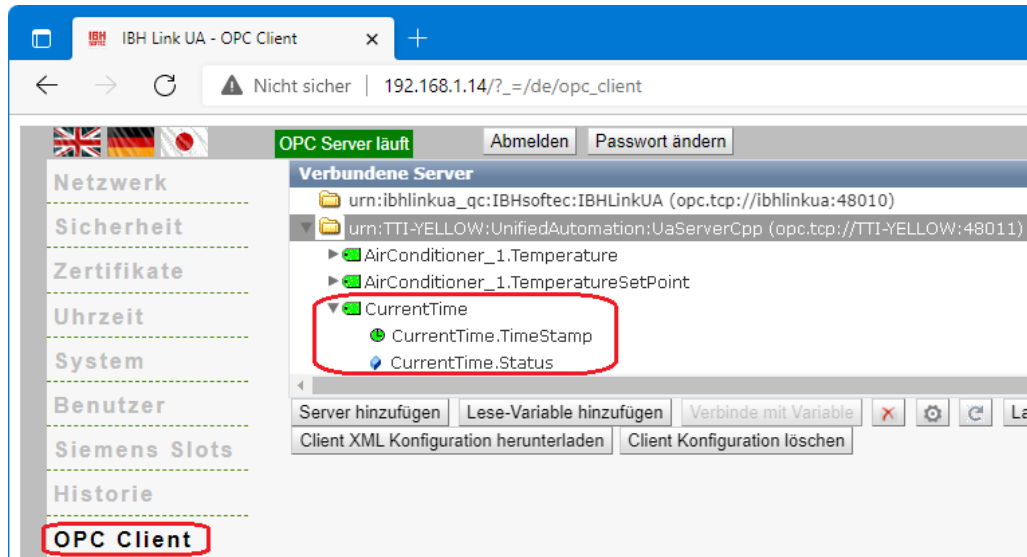 IBH SOFTEC IBH Link UA - OPC Client
Nicht sicher 192.168.1.14/?_=/de/opc_client
OPC Server läuft Abmelden Passwort ändern
Netzwerk
Sicherheit
Zertifikate
Uhrzeit
System
Benutzer
Siemens Slots
Historie
OPC Client
Verbundene Server
urn:ibhlinkua_qc:IBHsoftec:IBHLinkUA (opc.tcp://ibhlinkua:48010)
urn:TTI-YELLOW:UnifiedAutomation:UaServerCpp (opc.tcp://TTI-YELLOW:48011)
AirConditioner_1.Temperature
AirConditioner_1.TemperatureSetPoint
CurrentTime
CurrentTime.TimeStamp
CurrentTime.Status
Server hinzufügen Lese-Variable hinzufügen Verbinde mit Variable La
Client XML Konfiguration herunterladen Client Konfiguration löschen